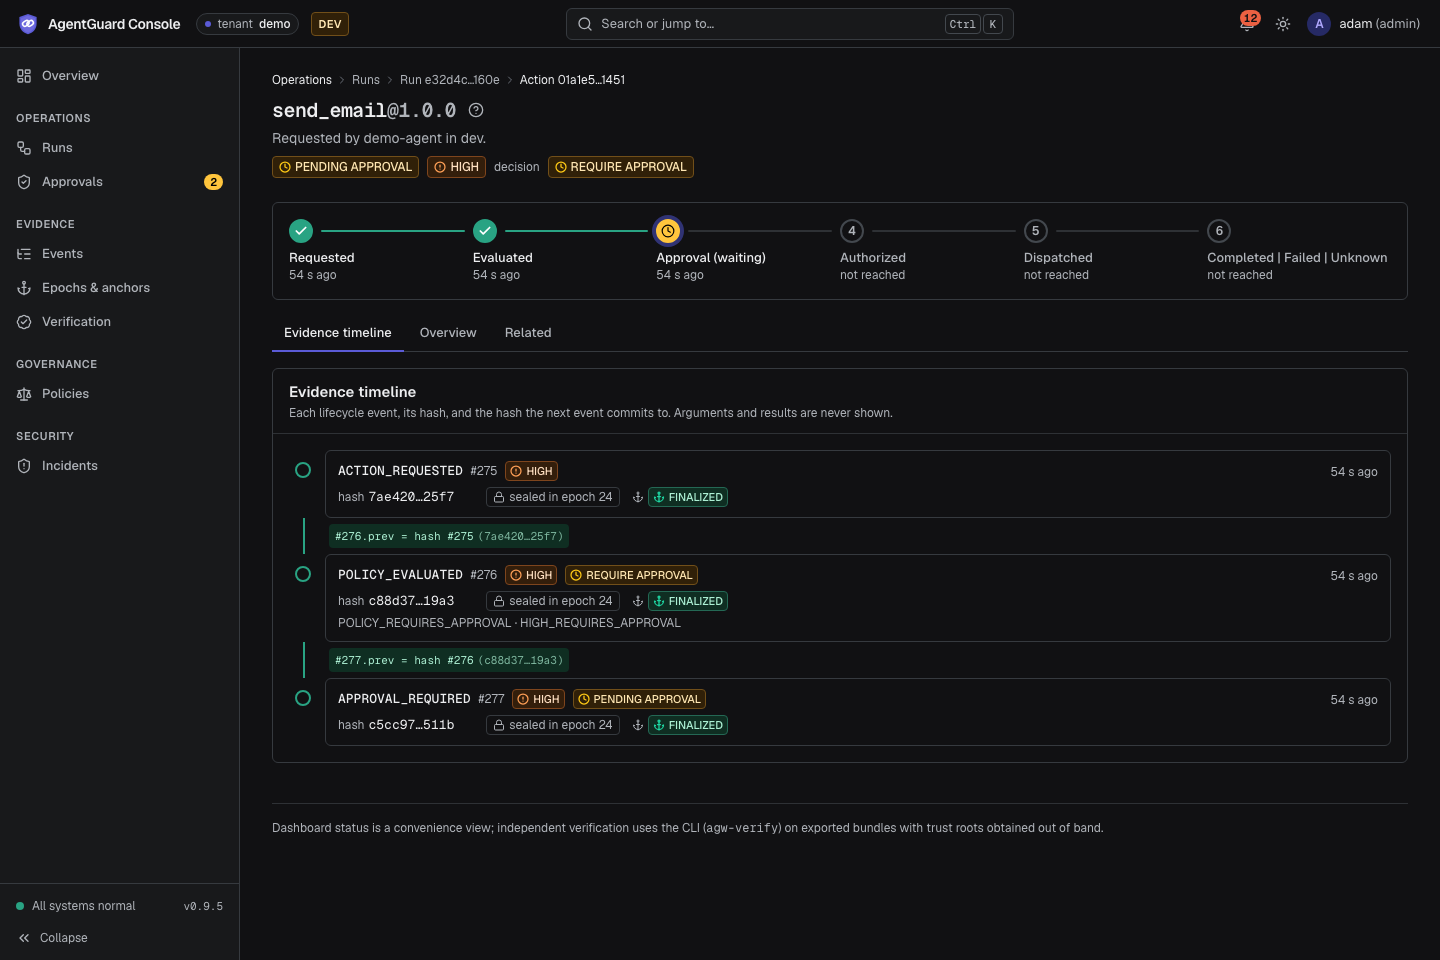 AgentGuard Console
tenant demo
DEV
Search or jump to...
Ctrl K
12
A
adam (admin)
Overview
OPERATIONS
Runs
Approvals 2
EVIDENCE
Events
Epochs & anchors
Verification
GOVERNANCE
Policies
SECURITY
Incidents
All systems normal v0.9.5
Collapse
Operations > Runs > Run e32d4c…160e > Action 01a1e5…1451
send_email@1.0.0
Requested by demo-agent in dev.
PENDING APPROVAL HIGH decision REQUIRE APPROVAL
4 5 6
Requested Evaluated Approval (waiting) Authorized Dispatched Completed | Failed | Unknown
54 s ago 54 s ago 54 s ago not reached not reached not reached
Evidence timeline Overview Related
Evidence timeline
Each lifecycle event, its hash, and the hash the next event commits to. Arguments and results are never shown.
ACTION_REQUESTED #275 HIGH 54 s ago
hash 7ae420…25f7 sealed in epoch 24 FINALIZED
#276.prev = hash #275 (7ae420…25f7)
POLICY_EVALUATED #276 HIGH REQUIRE APPROVAL 54 s ago
hash c88d37…19a3 sealed in epoch 24 FINALIZED
POLICY_REQUIRES_APPROVAL · HIGH_REQUIRES_APPROVAL
#277.prev = hash #276 (c88d37…19a3)
APPROVAL_REQUIRED #277 HIGH PENDING APPROVAL 54 s ago
hash c5cc97…511b sealed in epoch 24 FINALIZED
Dashboard status is a convenience view; independent verification uses the CLI (agw-verify) on exported bundles with trust roots obtained out of band.